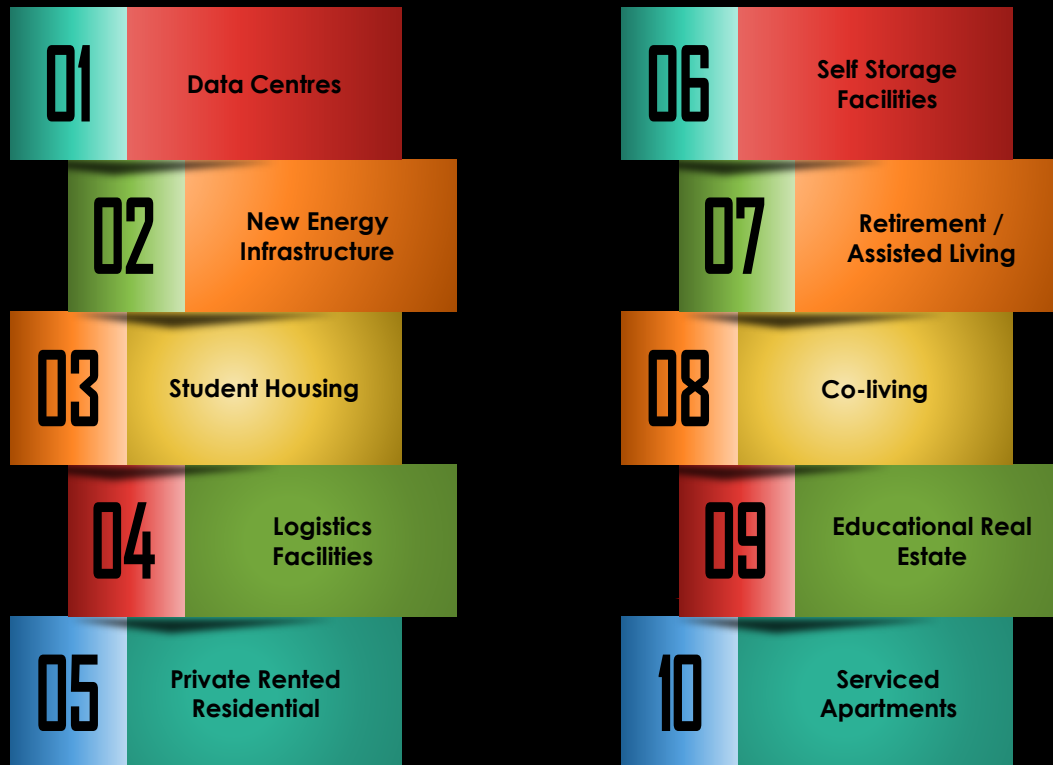 01
Data Centres
02
New Energy
Infrastructure
03
Student Housing
04
Logistics
Facilities
05
Private Rented
Residential
06
Self Storage
Facilities
07
Retirement /
Assisted Living
08
Co-living
09
Educational Real
Estate
10
Serviced
Apartments